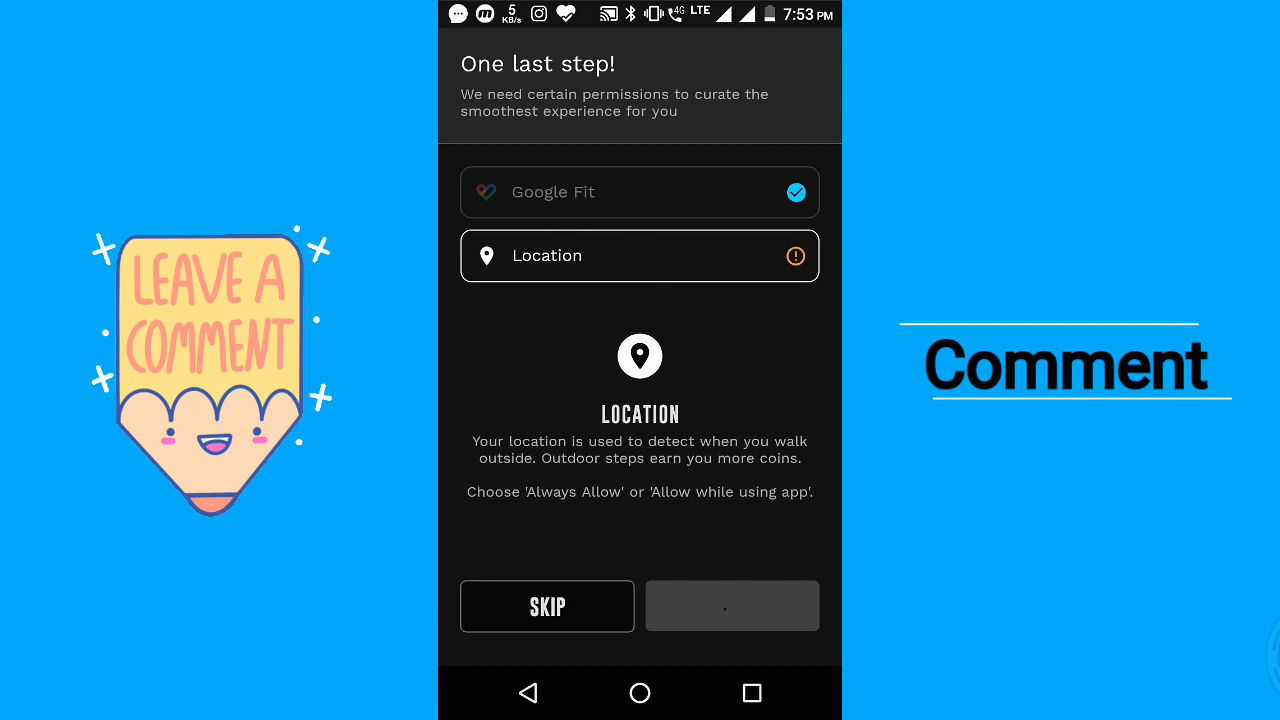 5
KB/s
4G
LTE
7:53 PM
One last step!
We need certain permissions to curate the
smoothest experience for you
Google Fit
Location
LOCATION
Your location is used to detect when you walk
outside. Outdoor steps earn you more coins.
Choose 'Always Allow' or 'Allow while using app'.
SKIP
LEAVE A
COMMENT
Comment